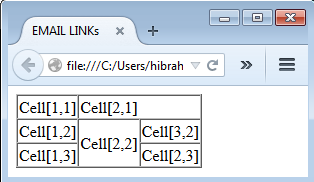 EMAIL LINKs
file:///C:/Users/hibrah
Cell[1,1] Cell[2,1]
Cell[1,2] Cell[2,2] Cell[3,2]
Cell[1,3] Cell[2,3]